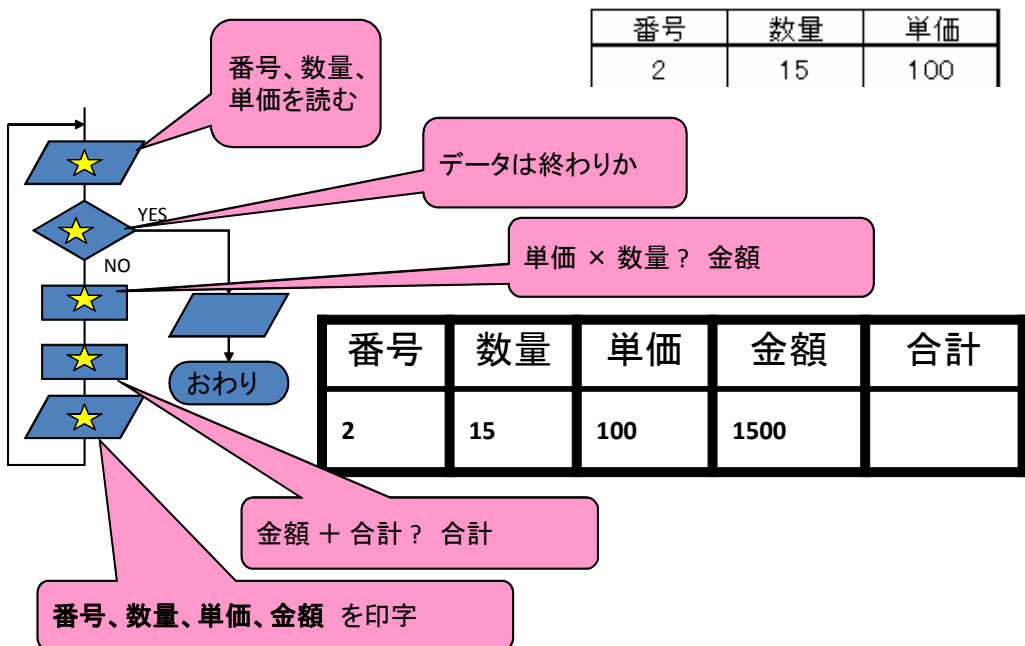 番号、数量、
単価を読む
番号 数量 単価
2 15 100
データは終わりか
YES
NO
単価 × 数量 ? 金額
おわり
番号 数量 単価 金額 合計
2 15 100 1500
金額 + 合計 ? 合計
番号、数量、単価、金額 を印字